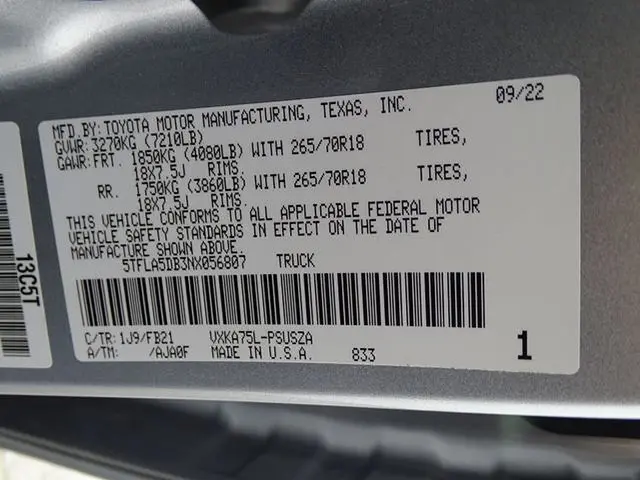 MFD.BY:TOYOTA MOTOR MANUFACTURING, TEXAS, INC. 09/22
GVWR:3270KG (7210LB)
GAWR:FRT. 1850KG (4080LB) WITH 265/70R18 TIRES,
18X7.5J RIMS.
RR. 1750KG (3860LB) WITH 265/70R18 TIRES,
18X7.5J RIMS.
THIS VEHICLE CONFORMS TO ALL APPLICABLE FEDERAL MOTOR
VEHICLE SAFETY STANDARDS IN EFFECT ON THE DATE OF
MANUFACTURE SHOWN ABOVE.
5TFLA5DB3NX056807 TRUCK
C/TR:1J9/FB21 VXKA75L-PSUSZA
A/TM: /AJA0F MADE IN U.S.A. 833 1
13C5T